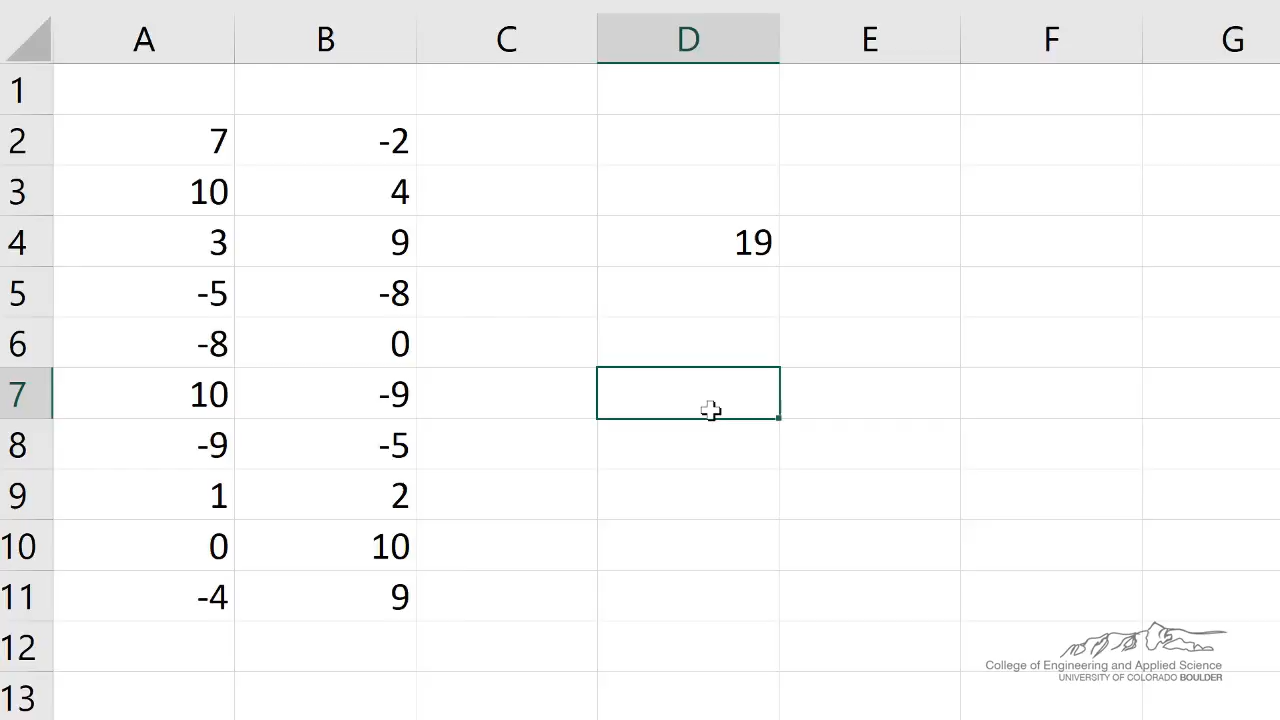 A B C D E F G
1
2 7 -2
3 10 4
4 3 9 19
5 -5 -8
6 -8 0
7 10 -9
8 -9 -5
9 1 2
10 0 10
11 -4 9
12
13
College of Engineering and Applied Science
UNIVERSITY OF COLORADO BOULDER